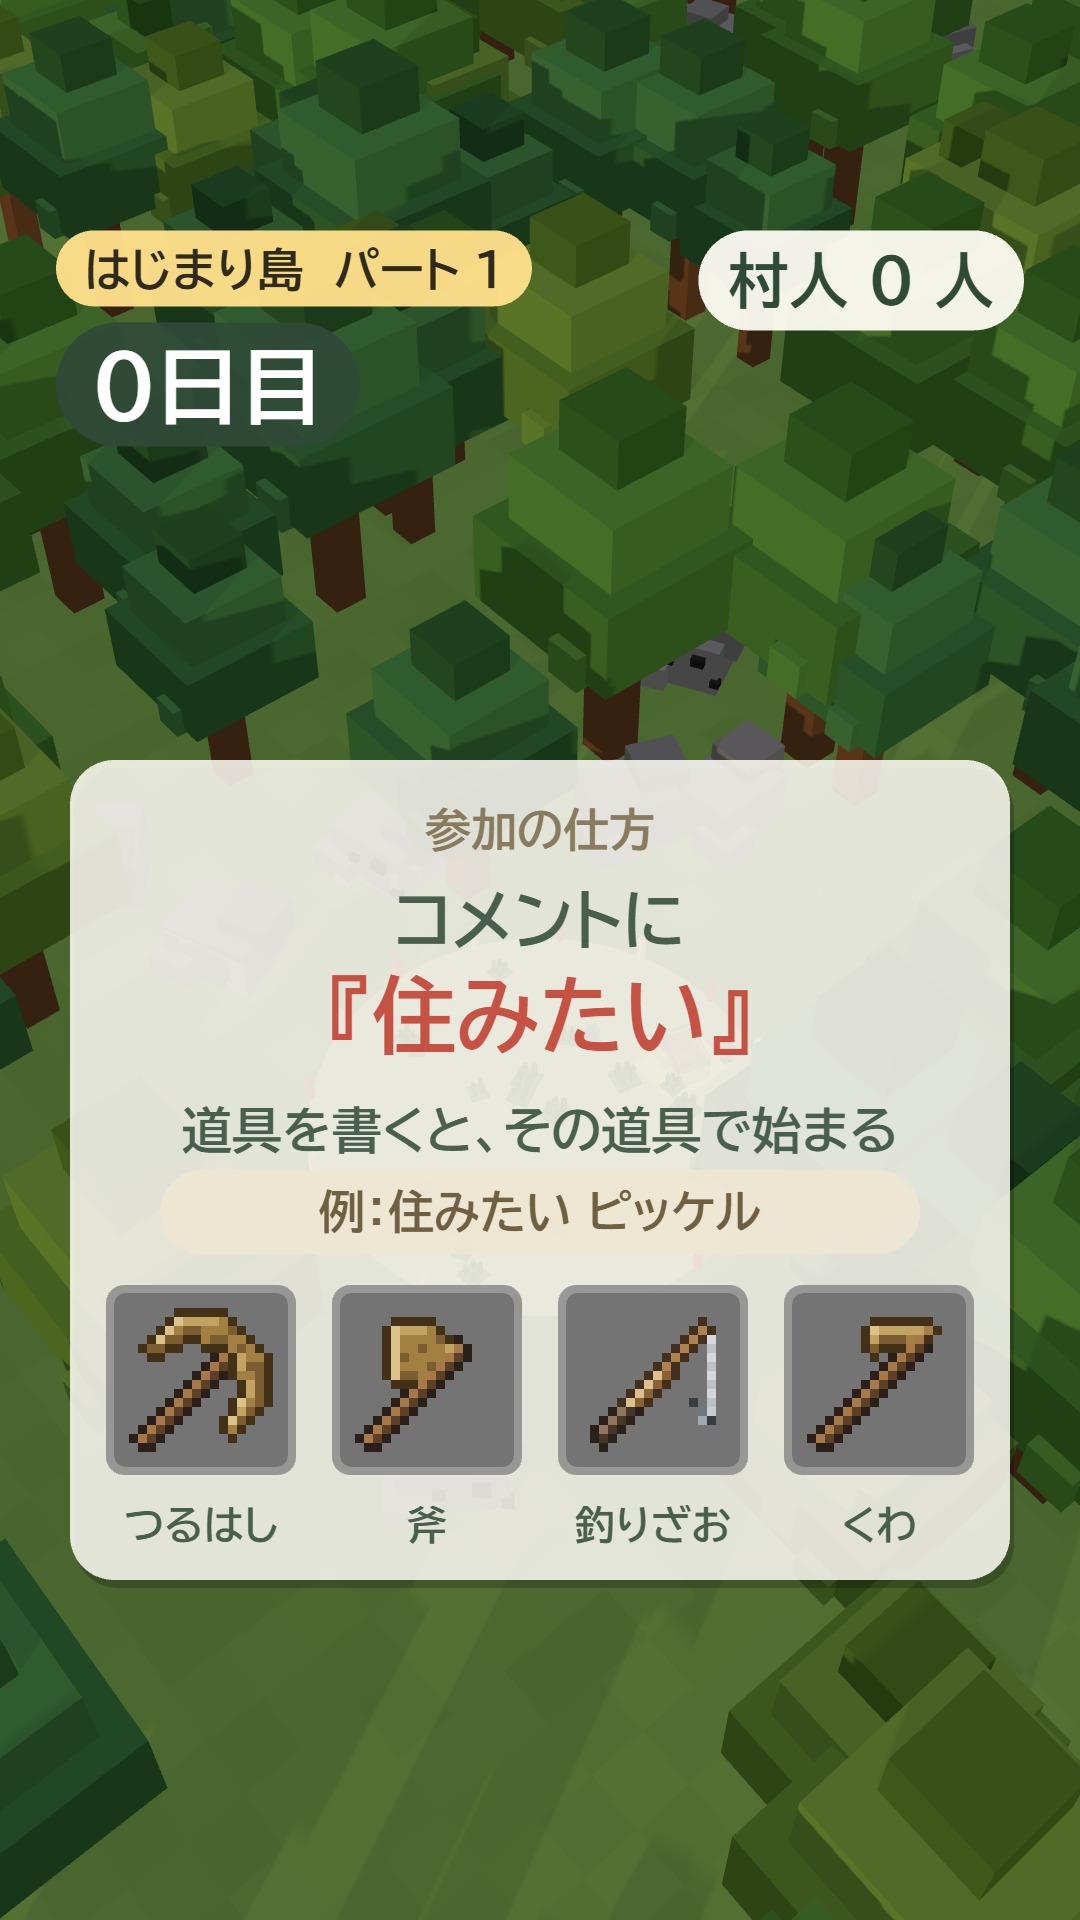 はじまり島 パート 1
村人 0 人
0日目
参加の仕方
コメントに
『住みたい』
道具を書くと、その道具で始まる
例：住みたい ピッケル
つるはし
斧
釣りざお
くわ